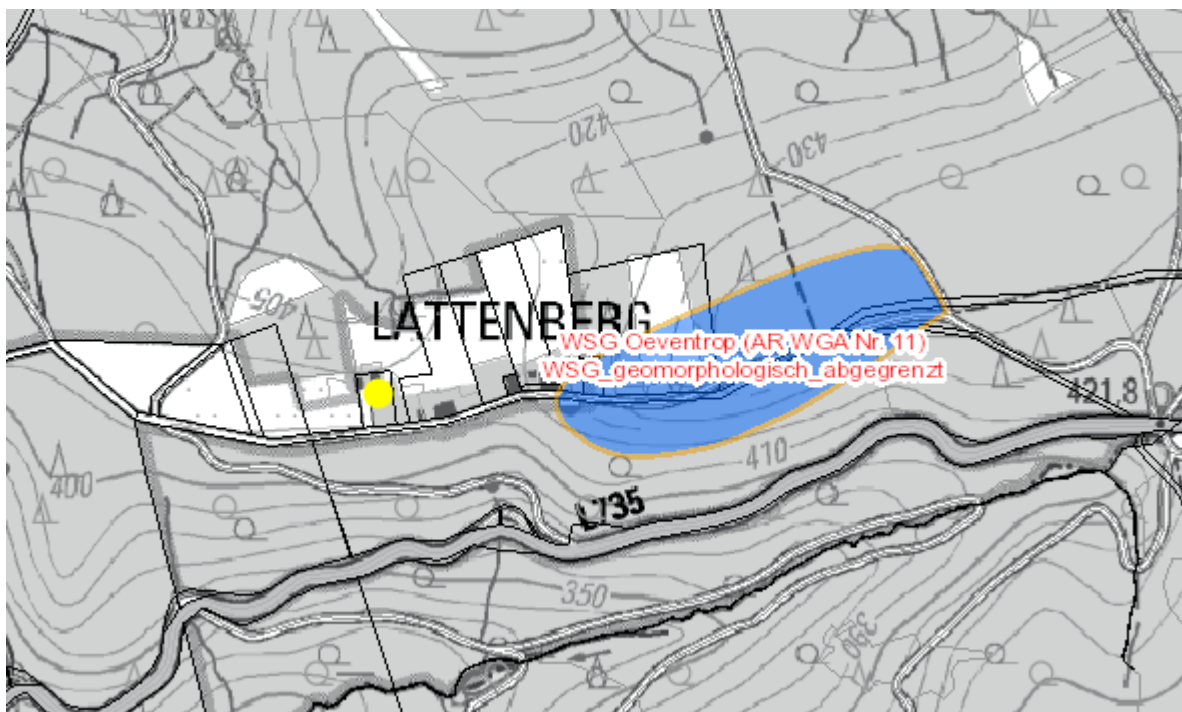 420
430
405
LATTENBERG
WSG Oeventrop (AR WGA Nr. 11)
WSG_geomorphologisch_abgegrenzt
421,8
400
410
L735
350
390